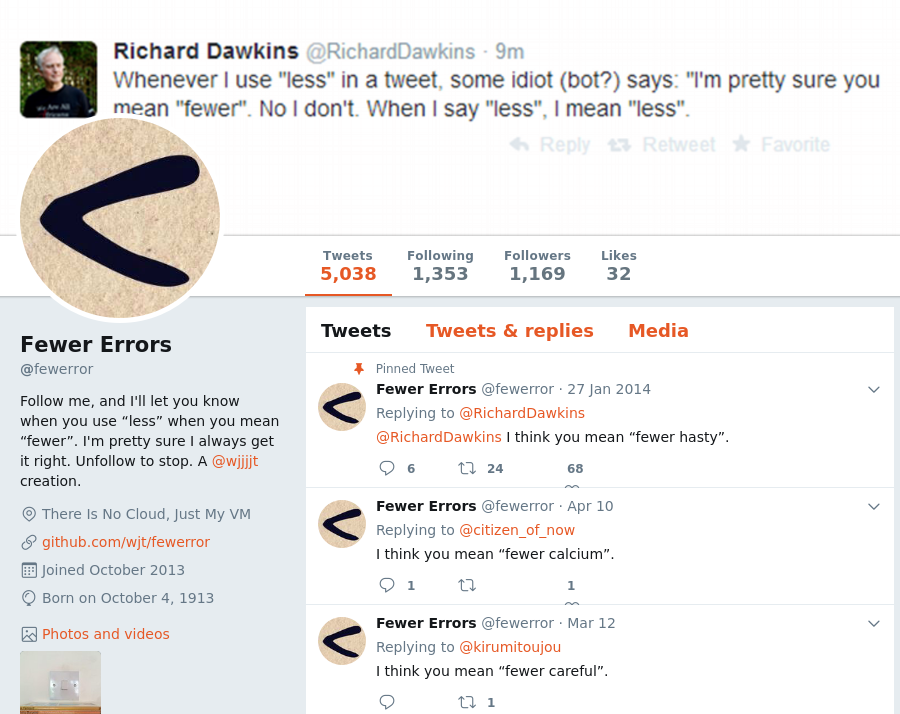 Richard Dawkins @RichardDawkins · 9m
Whenever I use "less" in a tweet, some idiot (bot?) says: "I'm pretty sure you
mean "fewer". No I don't. When I say "less", I mean "less".
Reply Retweet Favorite
Tweets Following Followers Likes
5,038 1,353 1,169 32
Fewer Errors
@fewerror
Follow me, and I'll let you know
when you use “less” when you mean
“fewer”. I'm pretty sure I always get
it right. Unfollow to stop. A @wjjjjt
creation.
There Is No Cloud, Just My VM
github.com/wjt/fewerror
Joined October 2013
Born on October 4, 1913
Photos and videos
Tweets Tweets & replies Media
Pinned Tweet
Fewer Errors @fewerror · 27 Jan 2014
Replying to @RichardDawkins
@RichardDawkins I think you mean “fewer hasty”.
6 24 68
Fewer Errors @fewerror · Apr 10
Replying to @citizen_of_now
I think you mean “fewer calcium”.
1 1
Fewer Errors @fewerror · Mar 12
Replying to @kirumitoujou
I think you mean “fewer careful”.
1